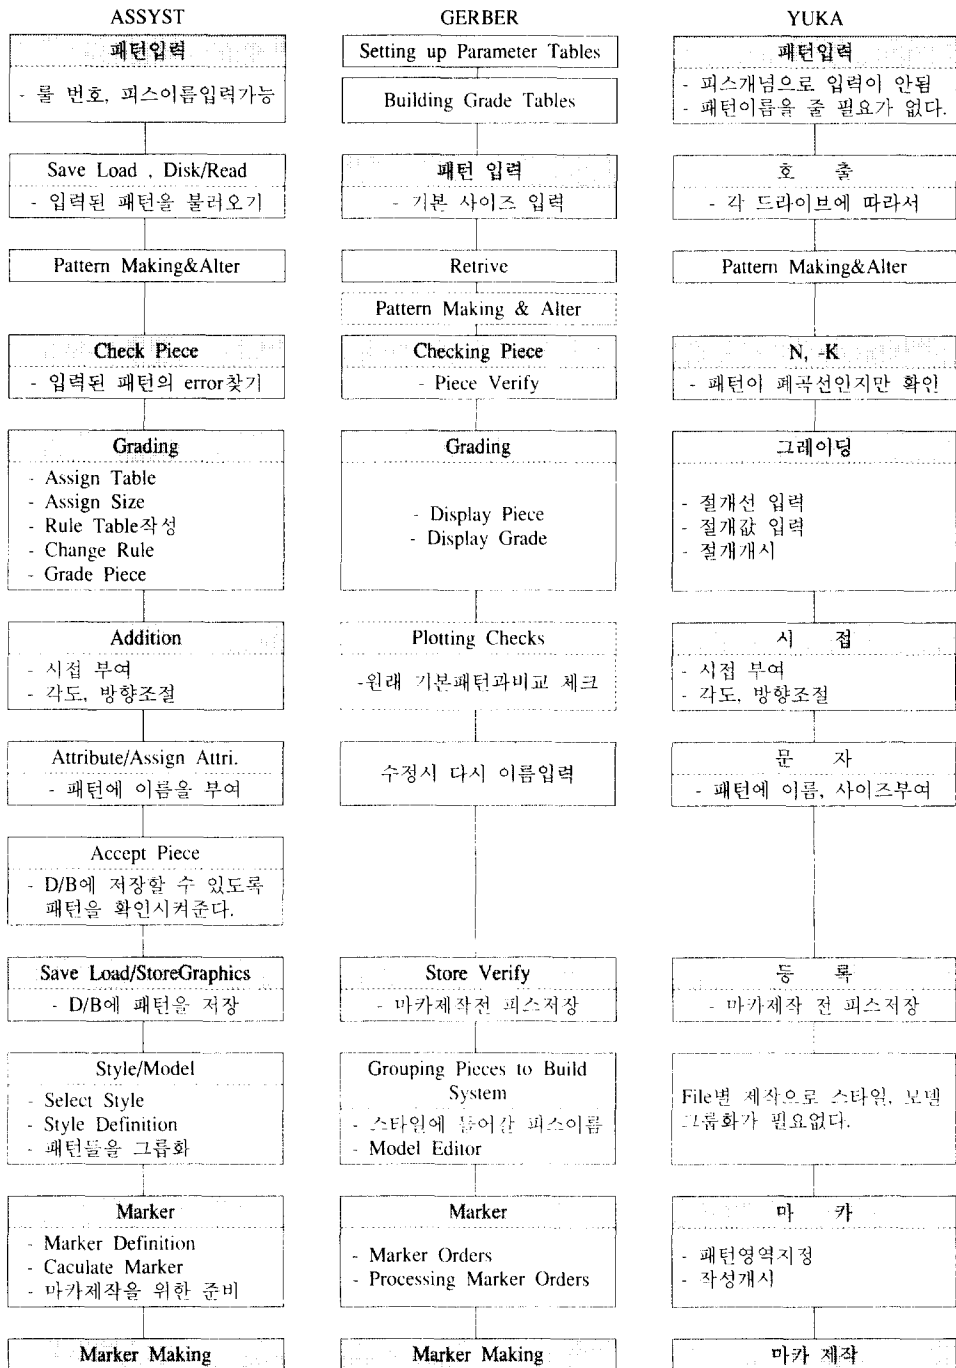 ASSYST
패턴입력
- 룰 번호, 피스이름입력가능
Save Load , Disk/Read
- 입력된 패턴을 불러오기
Pattern Making&Alter
Check Piece
- 입력된 패턴의 error찾기
Grading
- Assign Table
- Assign Size
- Rule Table작성
- Change Rule
- Grade Piece
Addition
- 시접 부여
- 각도, 방향조절
Attribute/Assign Attri.
- 패턴에 이름을 부여
Accept Piece
- D/B에 저장할 수 있도록
패턴을 확인시켜준다.
Save Load/StoreGraphics
- D/B에 패턴을 저장
Style/Model
- Select Style
- Style Definition
- 패턴들을 그룹화
Marker
- Marker Definition
- Caculate Marker
- 마카제작을 위한 준비
Marker Making
GERBER
Setting up Parameter Tables
Building Grade Tables
패턴 입력
- 기본 사이즈 입력
Retrive
Pattern Making & Alter
Checking Piece
- Piece Verify
Grading
- Display Piece
- Display Grade
Plotting Checks
-원래 기본패턴과비교 체크
수정시 다시 이름입력
Store Verify
- 마카제작전 피스저장
Grouping Pieces to Build
System
- 스타일에 들어간 피스이름
- Model Editor
Marker
- Marker Orders
- Processing Marker Orders
Marker Making
YUKA
패턴입력
- 피스개념으로 입력이 안됨
- 패턴이름을 줄 필요가 없다.
호 출
- 각 드라이브에 따라서
Pattern Making&Alter
N, -K
- 패턴이 폐곡선인지만 확인
그레이딩
- 절개선 입력
- 절개값 입력
- 절개개시
시 접
- 시접 부여
- 각도, 방향조절
문 자
- 패턴에 이름, 사이즈부여
등 록
- 마카제작 전 피스저장
File별 제작으로 스타일, 모델
그룹화가 필요없다.
마 카
- 패턴영역지정
- 작성개시
마카 제작